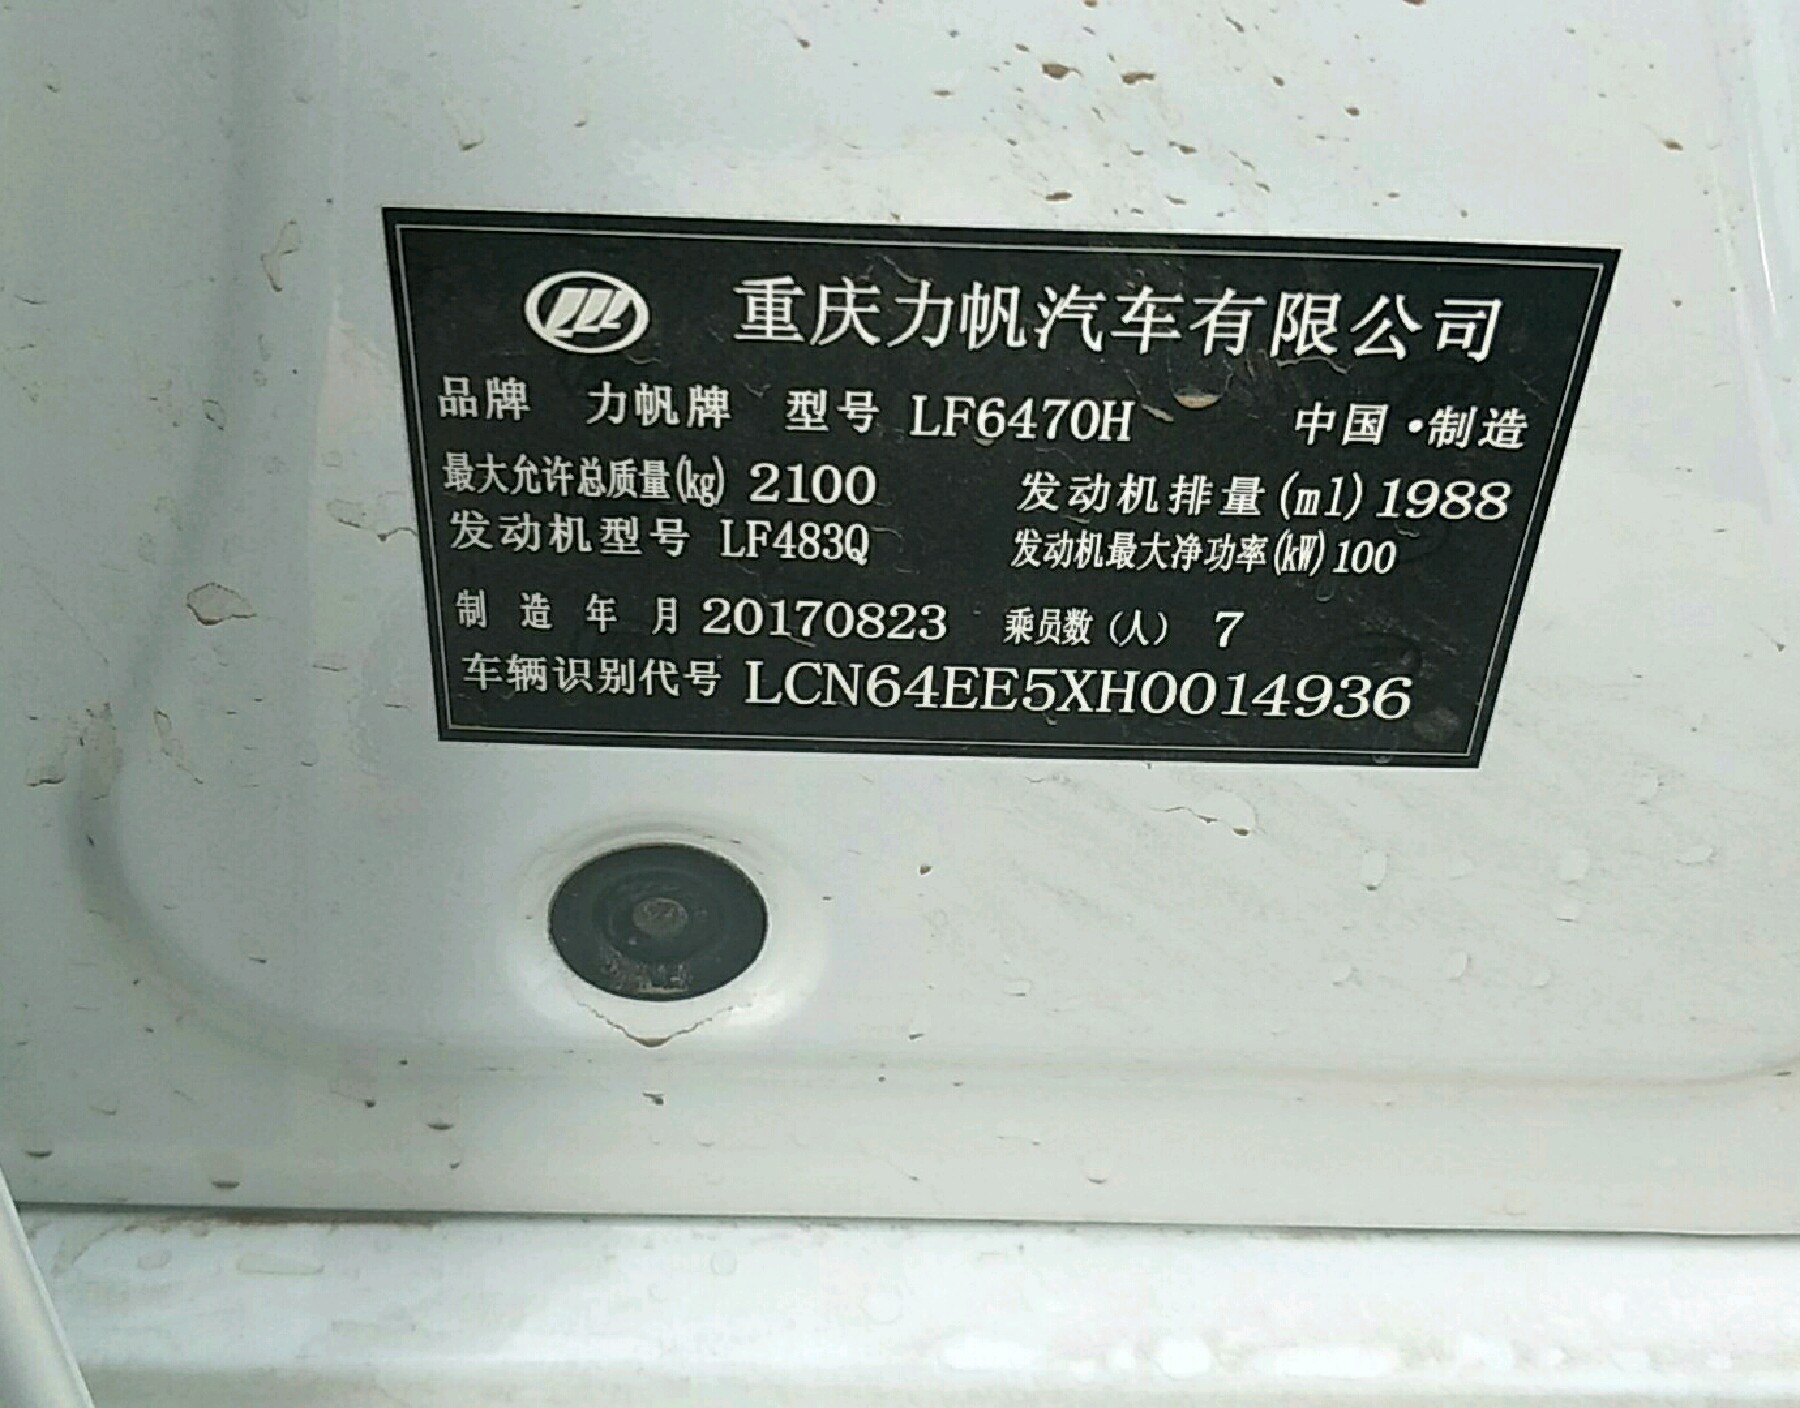 重庆力帆汽车有限公司
品牌 力帆牌 型号 LF6470H 中国·制造
最大允许总质量(kg) 2100 发动机排量(ml) 1988
发动机型号 LF483Q 发动机最大净功率(kW) 100
制造年月 20170823 乘员数(人) 7
车辆识别代号 LCN64EE5XH0014936